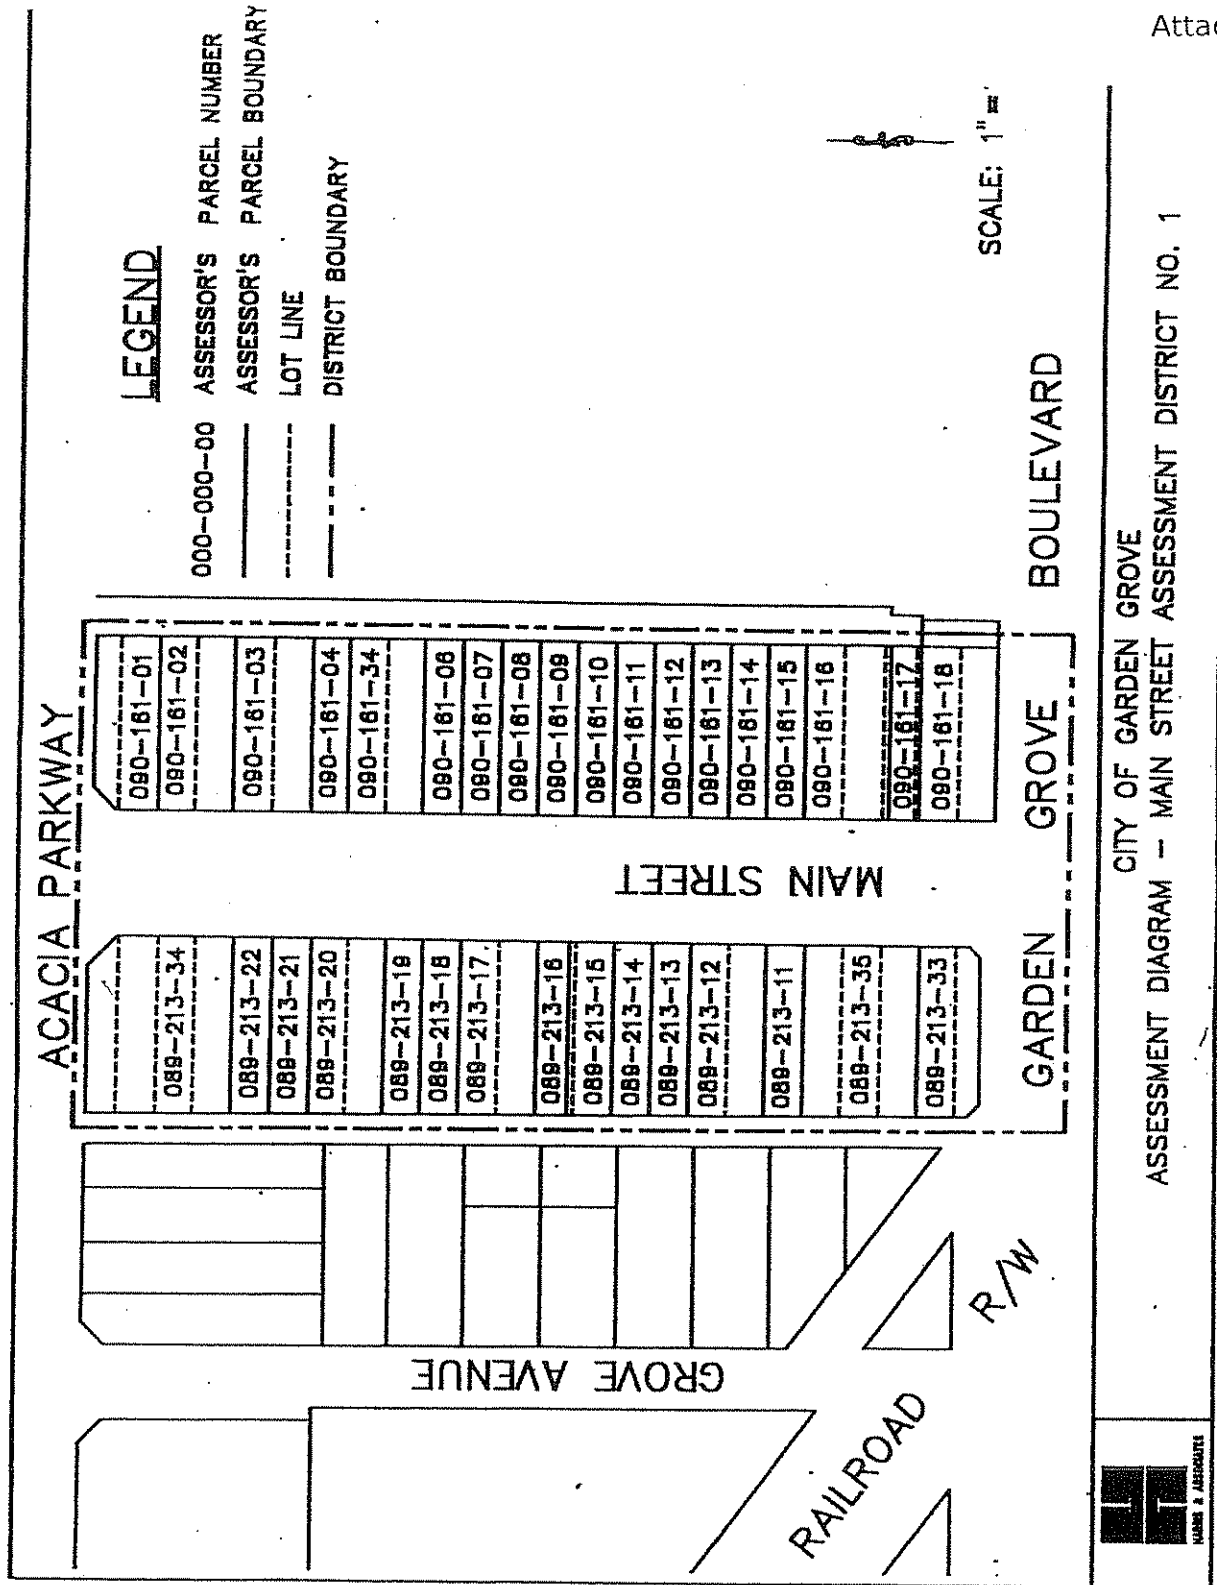 Attac
LEGEND
000-000-00 ASSESSOR'S PARCEL NUMBER
ASSESSOR'S PARCEL BOUNDARY
LOT LINE
DISTRICT BOUNDARY
SCALE: 1"=
ACACIA PARKWAY
089-213-34
089-213-22
089-213-21
089-213-20
089-213-19
089-213-18
089-213-17
089-213-16
089-213-15
089-213-14
089-213-13
089-213-12
089-213-11
089-213-35
089-213-33
MAIN STREET
090-161-01
090-161-02
090-161-03
090-161-04
090-161-34
090-161-06
090-161-07
090-161-08
090-161-09
090-161-10
090-161-11
090-161-12
090-161-13
090-161-14
090-161-15
090-161-16
090-161-17
090-161-18
GROVE AVENUE
RAILROAD R/W
GARDEN GROVE BOULEVARD
CITY OF GARDEN GROVE
ASSESSMENT DIAGRAM - MAIN STREET ASSESSMENT DISTRICT NO. 1
HARRIS & ASSOCIATES